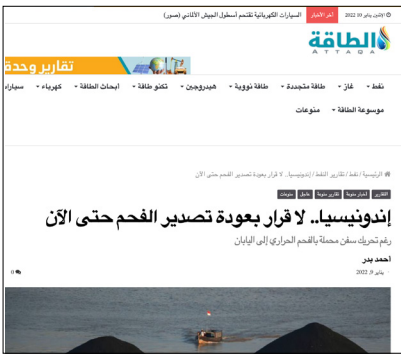 الإثنين, يناير 10 2022
آخر الأخبار
السيارات الكهربائية تقتحم أسطول الجيش الألماني (صور)
الطاقة
ATTAQA
تقارير وحدة
نفط
غاز
طاقة متجددة
طاقة نووية
هيدروجين
تكنو طاقة
أبحاث الطاقة
كهرباء
سيارات
موسوعة الطاقة
منوعات
الرئيسية / نفط / تقارير النفط / إندونيسيا.. لا قرار بعودة تصدير الفحم حتى الآن
التقارير
أخبار منوعة
تقارير منوعة
عاجل
منوعات
إندونيسيا.. لا قرار بعودة تصدير الفحم حتى الآن
رغم تحريك سفن محملة بالفحم الحراري إلى اليابان
أحمد بدر
يناير 9, 2022
0